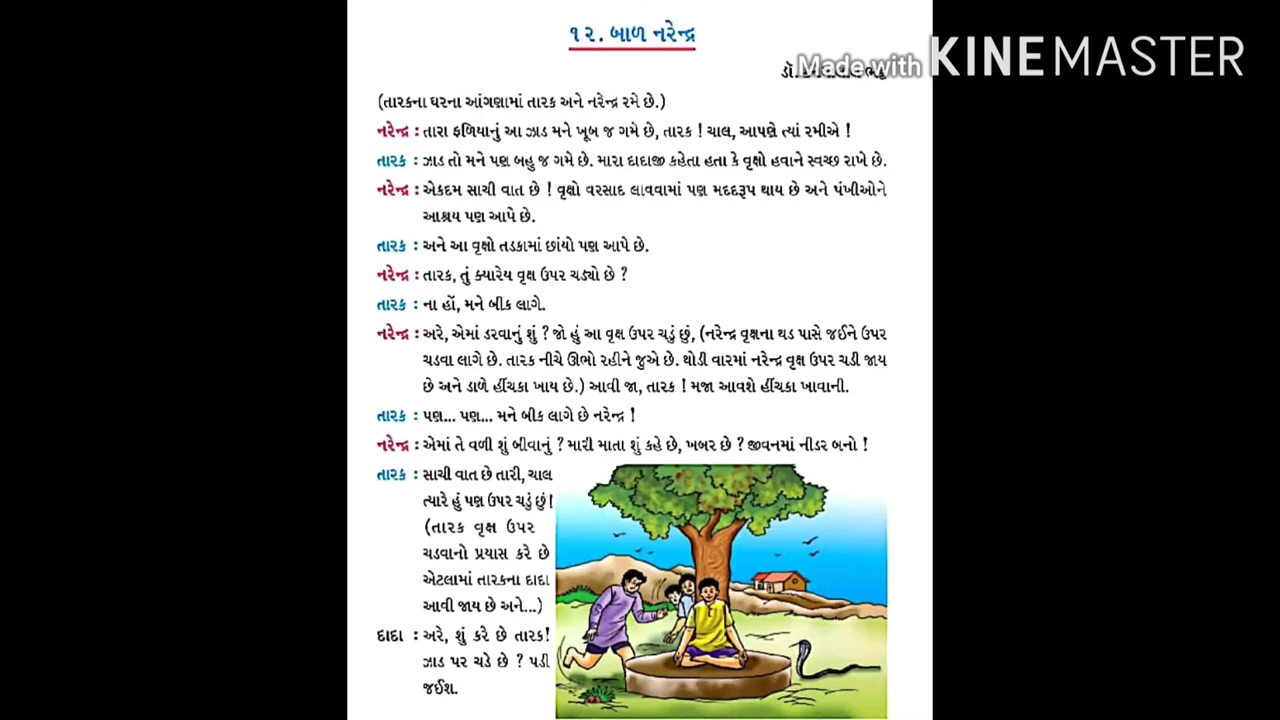 ૧૨. બાળ નરેન્દ્ર
Made with KINEMASTER
ડૉ.
(તારકના ઘરના આંગણામાં તારક અને નરેન્દ્ર રમે છે.)
નરેન્દ્ર : તારા ફળિયાનું આ ઝાડ મને ખૂબ જ ગમે છે, તારક ! ચાલ, આપણે ત્યાં રમીએ !
તારક : ઝાડ તો મને પણ બહુ જ ગમે છે. મારા દાદાજી કહેતા હતા કે વૃક્ષો હવાને સ્વચ્છ રાખે છે.
નરેન્દ્ર : એકદમ સાચી વાત છે ! વૃક્ષો વરસાદ લાવવામાં પણ મદદરૂપ થાય છે અને પંખીઓને
આશ્રય પણ આપે છે.
તારક : અને આ વૃક્ષો તડકામાં છાંયો પણ આપે છે.
નરેન્દ્ર : તારક, તું ક્યારેય વૃક્ષ ઉપર ચડ્યો છે ?
તારક : ના હોં, મને બીક લાગે.
નરેન્દ્ર : અરે, એમાં ડરવાનું શું ? જો હું આ વૃક્ષ ઉપર ચડું છું, (નરેન્દ્ર વૃક્ષના થડ પાસે જઈને ઉપર
ચડવા લાગે છે. તારક નીચે ઊભો રહીને જુએ છે. થોડી વારમાં નરેન્દ્ર વૃક્ષ ઉપર ચડી જાય
છે અને ડાળે હીંચકા ખાય છે.) આવી જા, તારક ! મજા આવશે હીંચકા ખાવાની.
તારક : પણ... પણ... મને બીક લાગે છે નરેન્દ્ર !
નરેન્દ્ર : એમાં તે વળી શું બીવાનું ? મારી માતા શું કહે છે, ખબર છે ? જીવનમાં નીડર બનો !
તારક : સાચી વાત છે તારી, ચાલ
ત્યારે હું પણ ઉપર ચડું છું!
(તારક વૃક્ષ ઉપર
ચડવાનો પ્રયાસ કરે છે
એટલામાં તારકના દાદા
આવી જાય છે અને...)
દાદા : અરે, શું કરે છે તારક!
ઝાડ પર ચડે છે ? પડી
જઈશ.